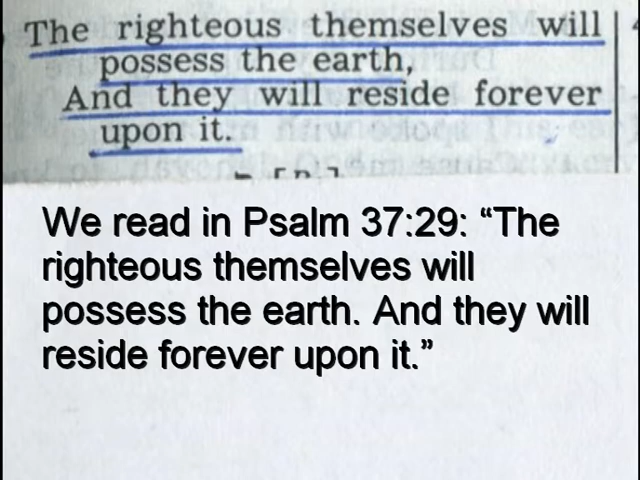 The righteous themselves will
possess the earth,
And they will reside forever
upon it.
We read in Psalm 37:29: “The
righteous themselves will
possess the earth. And they will
reside forever upon it.”